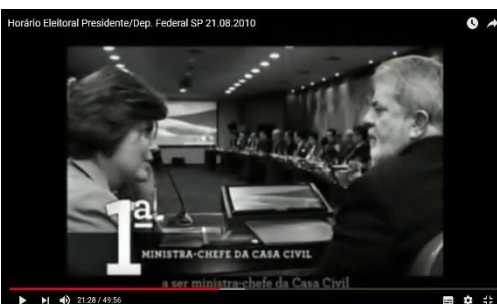 Horário Eleitoral Presidente/Dep. Federal SP 21.08.2010
1ª
MINISTRA-CHEFE DA CASA CIVIL
a ser ministra-chefe da Casa Civil
21:28 / 49:56